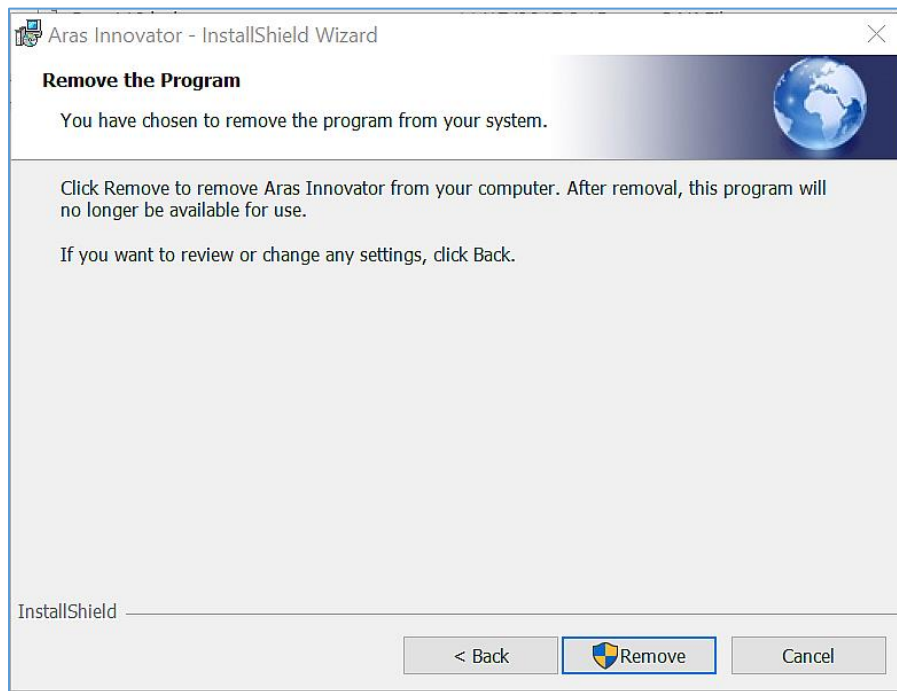 Aras Innovator - InstallShield Wizard
Remove the Program
You have chosen to remove the program from your system.
Click Remove to remove Aras Innovator from your computer. After removal, this program will
no longer be available for use.
If you want to review or change any settings, click Back.
InstallShield
< Back
Remove
Cancel